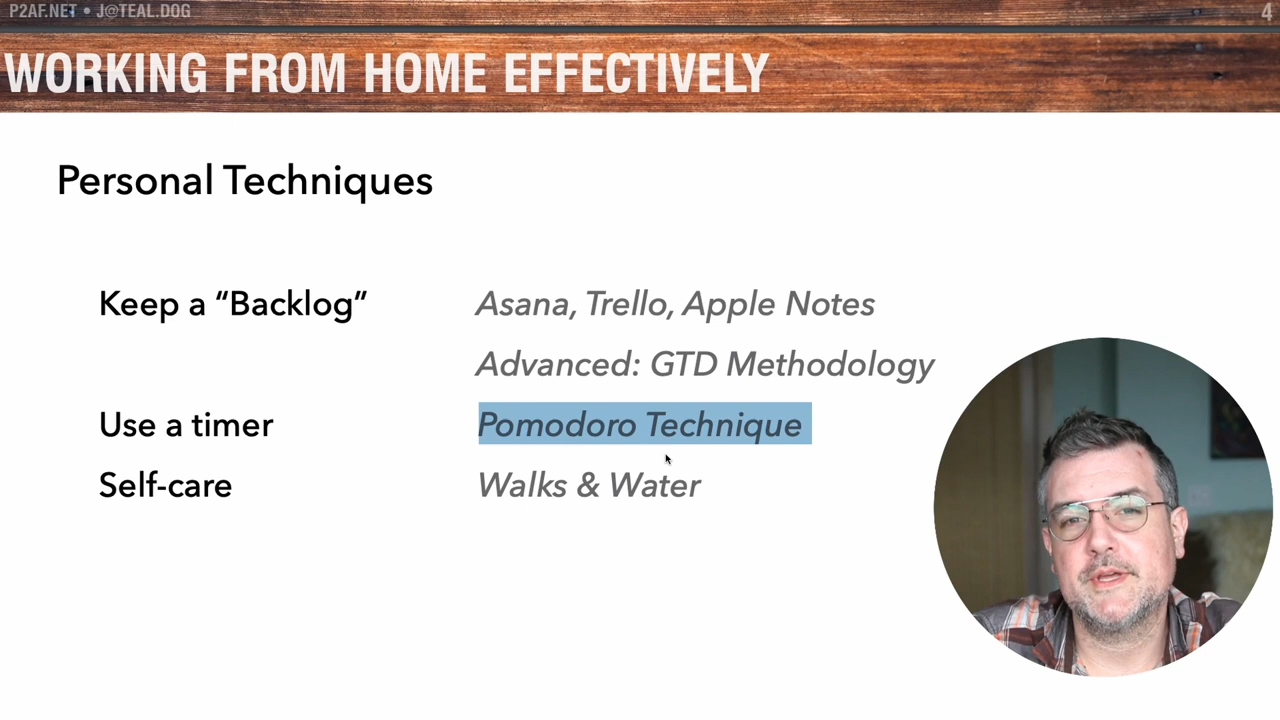 P2AF.NET • J@TEAL.DOG
4
WORKING FROM HOME EFFECTIVELY
Personal Techniques
Keep a “Backlog” Asana, Trello, Apple Notes
Advanced: GTD Methodology
Use a timer Pomodoro Technique
Self-care Walks & Water